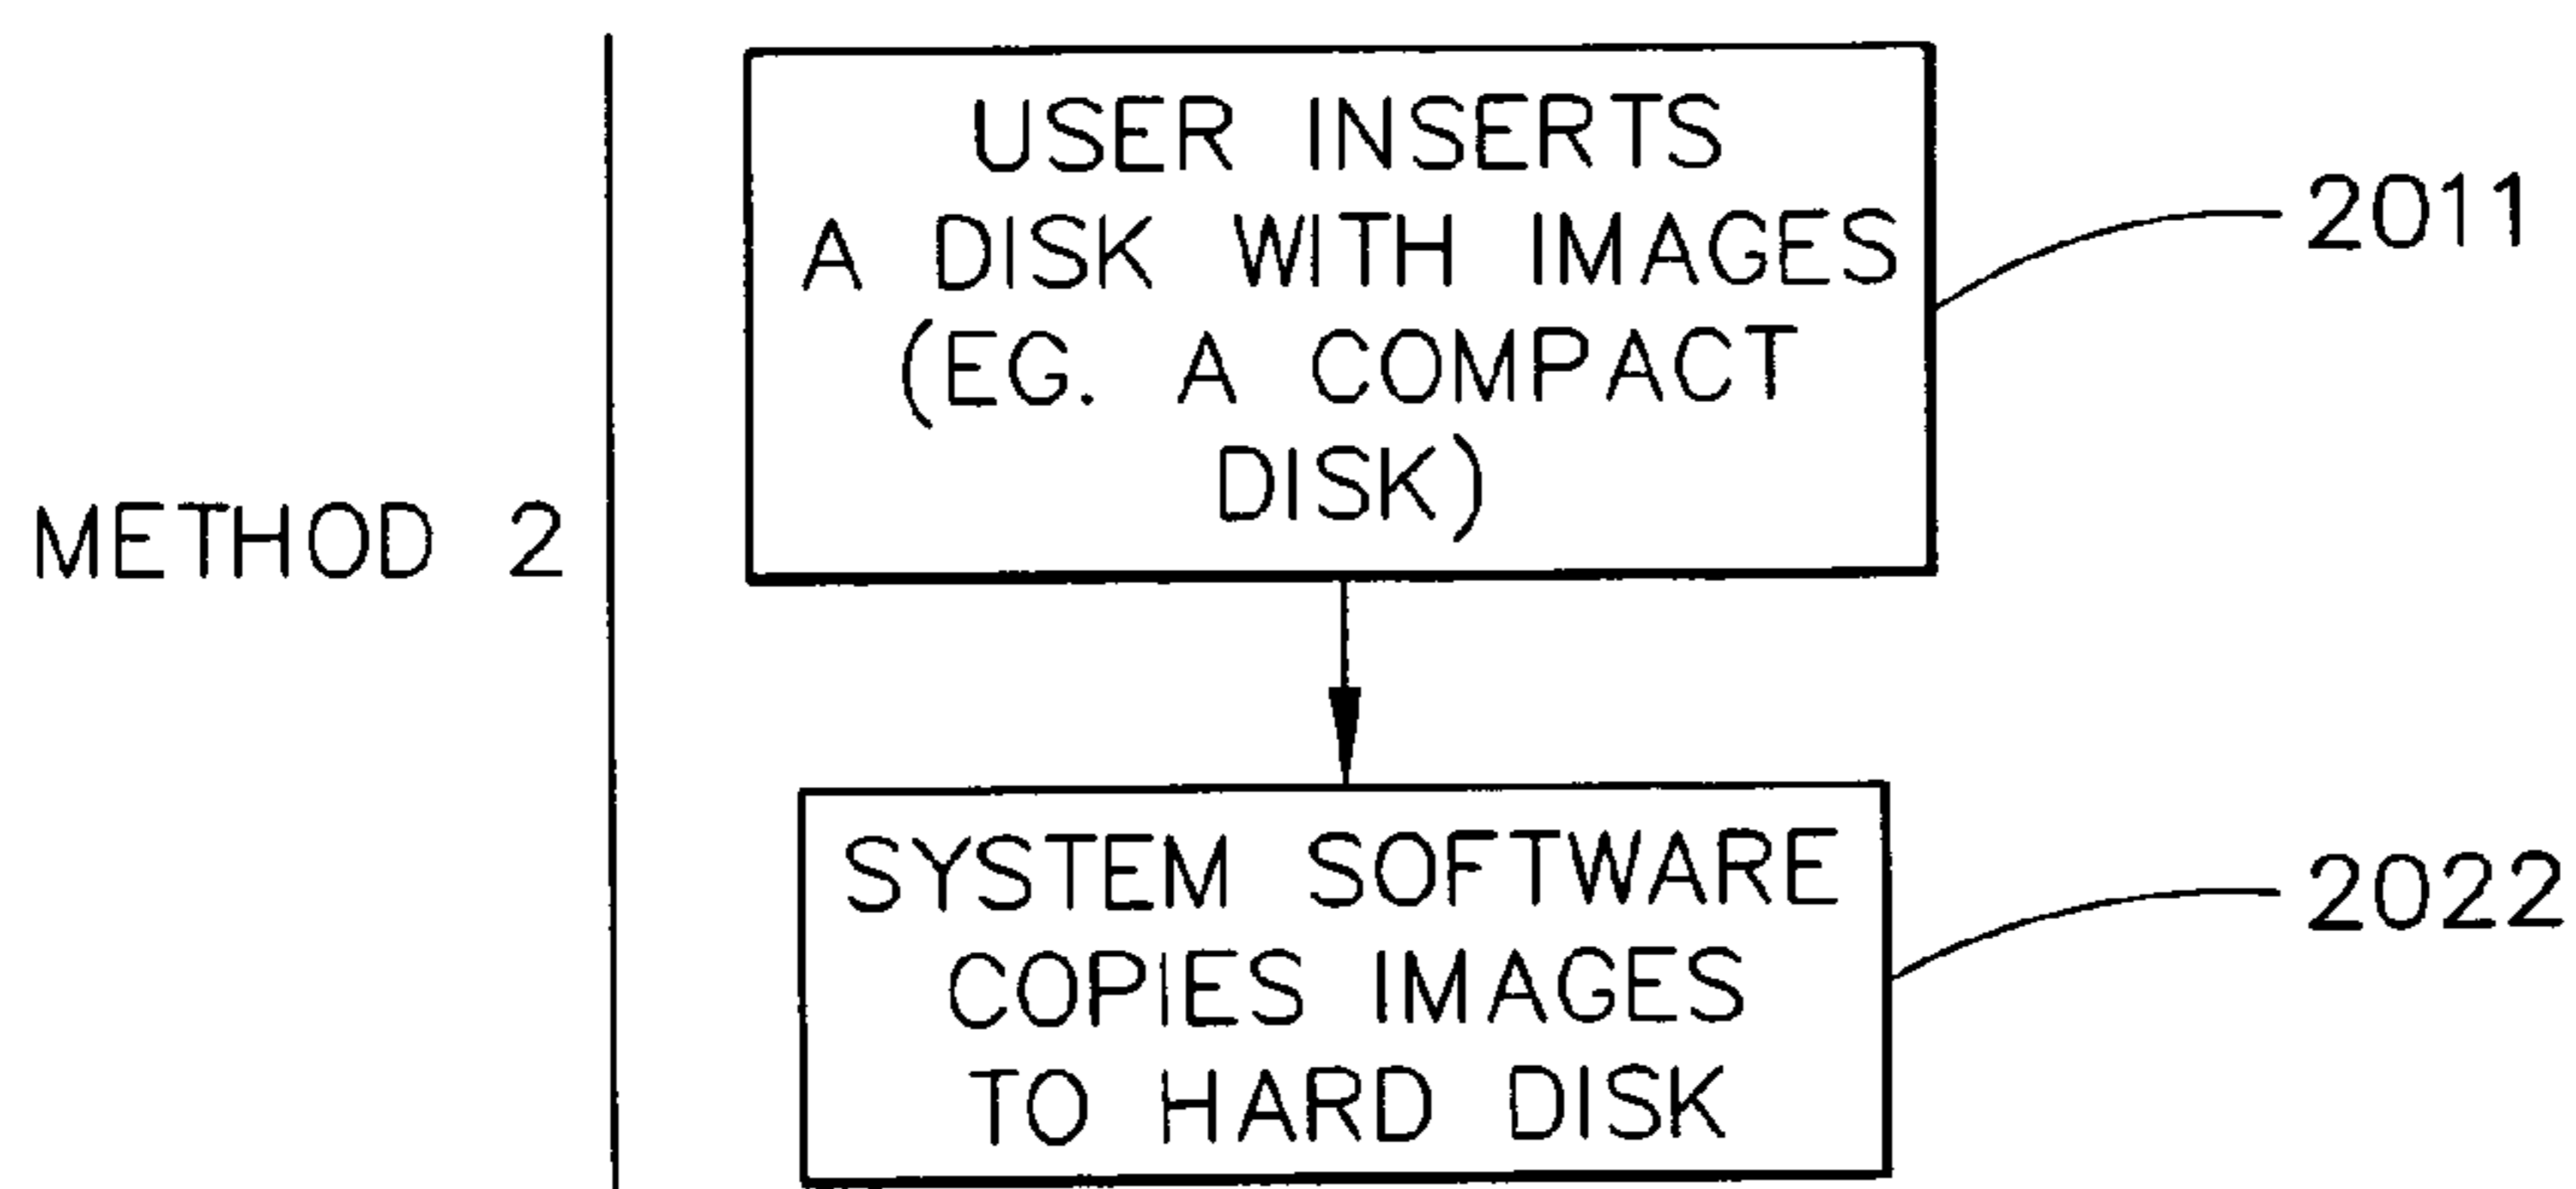 USER INSERTS
A DISK WITH IMAGES
(EG. A COMPACT
DISK)
2011
METHOD 2
SYSTEM SOFTWARE
COPIES IMAGES
TO HARD DISK
2022